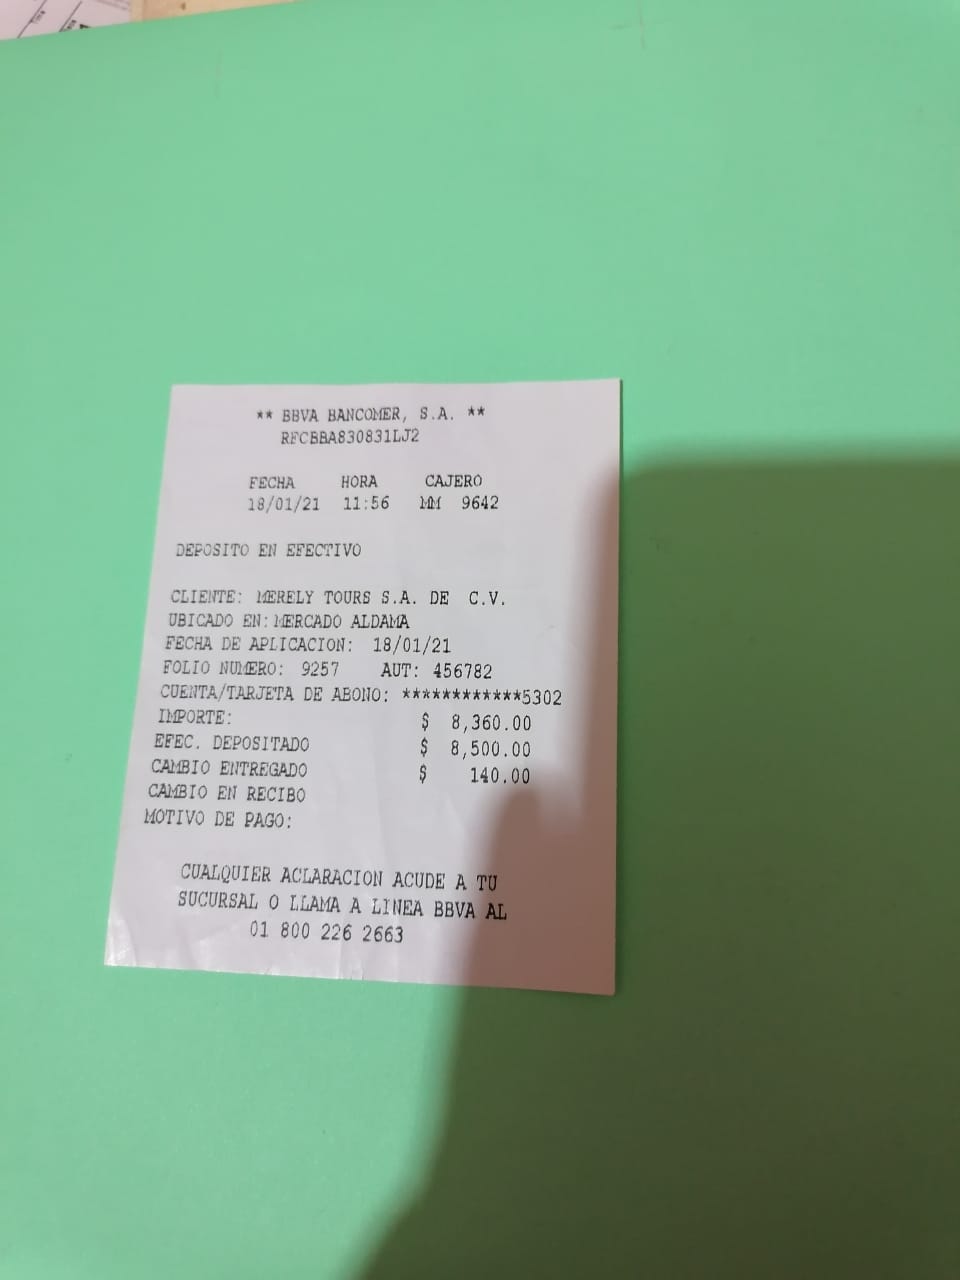 ** BBVA BANCOMER, S.A. **
RFCBBA830831LJ2
FECHA HORA CAJERO
18/01/21 11:56 MM 9642
DEPOSITO EN EFECTIVO
CLIENTE: MERELY TOURS S.A. DE C.V.
UBICADO EN:MERCADO ALDAMA
FECHA DE APLICACION: 18/01/21
FOLIO NUMERO: 9257 AUT: 456782
CUENTA/TARJETA DE ABONO: ************5302
IMPORTE: $ 8,360.00
EFEC. DEPOSITADO $ 8,500.00
CAMBIO ENTREGADO $ 140.00
CAMBIO EN RECIBO
MOTIVO DE PAGO:
CUALQUIER ACLARACION ACUDE A TU
SUCURSAL O LLAMA A LINEA BBVA AL
01 800 226 2663